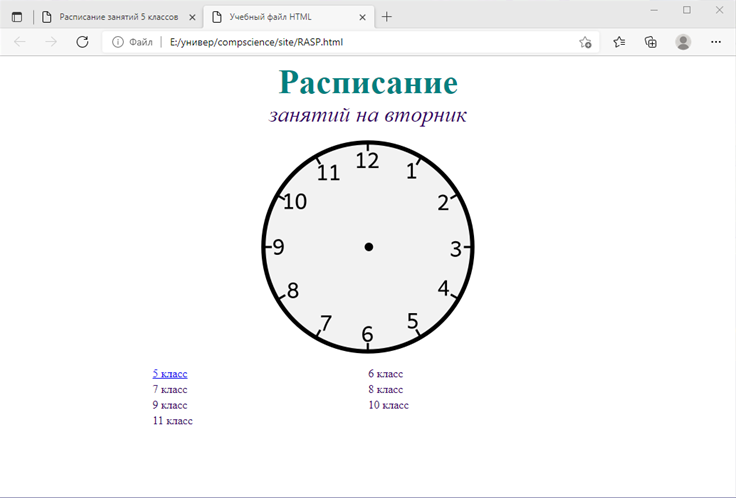 Расписание занятий 5 классов
Учебный файл HTML
Файл | E:/универ/compscience/site/RASP.html
Расписание
занятий на вторник
12
11 1
10 2
9 3
8 4
7 5
6
5 класс 6 класс
7 класс 8 класс
9 класс 10 класс
11 класс